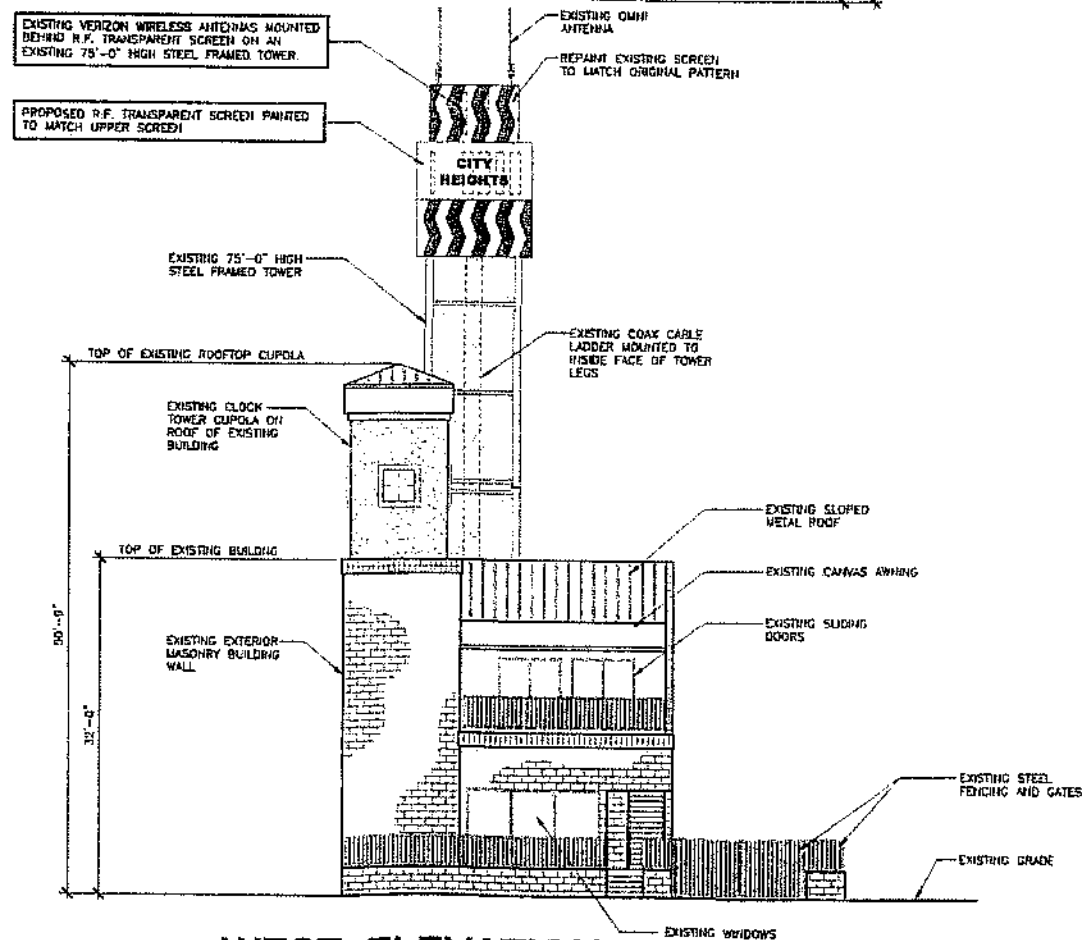 EXISTING VERIZON WIRELESS ANTENNAS MOUNTED
BEHIND R.F. TRANSPARENT SCREEN ON AN
EXISTING 75'-0" HIGH STEEL FRAMED TOWER.
EXISTING OMNI
ANTENNA
REPAINT EXISTING SCREEN
TO MATCH ORIGINAL PATTERN
PROPOSED R.F. TRANSPARENT SCREEN PAINTED
TO MATCH UPPER SCREEN
CITY
HEIGHTS
EXISTING 75'-0" HIGH
STEEL FRAMED TOWER
EXISTING COAX CABLE
LADDER MOUNTED TO
INSIDE FACE OF TOWER
LEGS
TOP OF EXISTING ROOFTOP CUPOLA
EXISTING CLOCK
TOWER CUPOLA ON
ROOF OF EXISTING
BUILDING
EXISTING SLOPED
METAL ROOF
TOP OF EXISTING BUILDING
EXISTING CANVAS AWNING
EXISTING SLIDING
DOORS
EXISTING EXTERIOR
MASONRY BUILDING
WALL
32'-0"
EXISTING STEEL
FENCING AND GATES
EXISTING GRADE
EXISTING WINDOWS